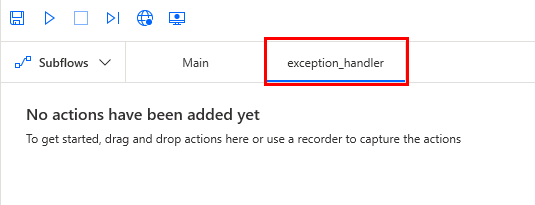 Subflows
Main
exception_handler
No actions have been added yet
To get started, drag and drop actions here or use a recorder to capture the actions